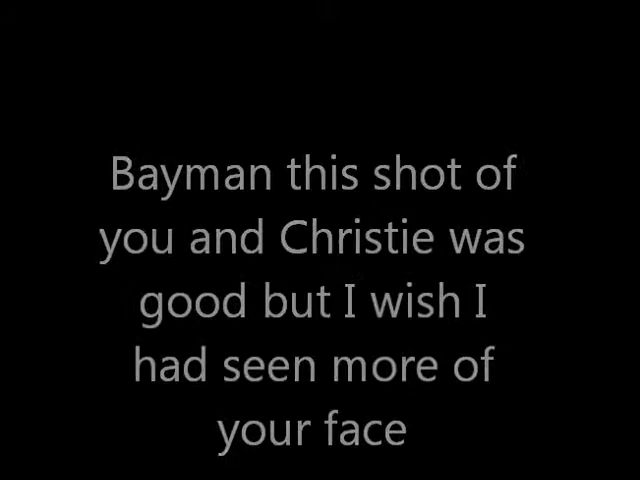 Bayman this shot of
you and Christie was
good but I wish I
had seen more of
your face